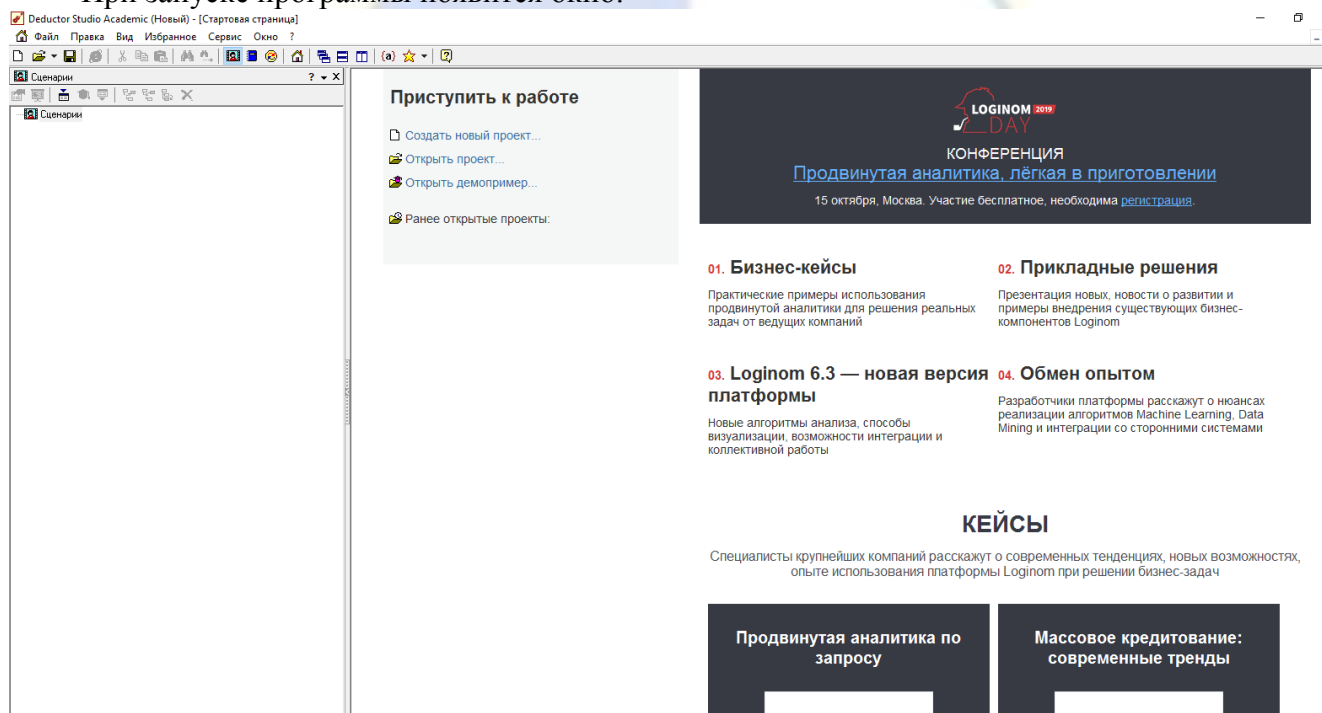 При запуске программы появится окно:
Deductor Studio Academic (Новый) - [Стартовая страница]
Файл Правка Вид Избранное Сервис Окно ?
Сценарии
Сценарии
Приступить к работе
Создать новый проект...
Открыть проект...
Открыть демопример...
Ранее открытые проекты:
LOGINOM 2019
DAY
КОНФЕРЕНЦИЯ
Продвинутая аналитика, лёгкая в приготовлении
15 октября, Москва. Участие бесплатное, необходима регистрация.
01. Бизнес-кейсы
Практические примеры использования
продвинутой аналитики для решения реальных
задач от ведущих компаний
02. Прикладные решения
Презентация новых, новости о развитии и
примеры внедрения существующих бизнес-
компонентов Loginom
03. Loginom 6.3 — новая версия
платформы
Новые алгоритмы анализа, способы
визуализации, возможности интеграции и
коллективной работы
04. Обмен опытом
Разработчики платформы расскажут о нюансах
реализации алгоритмов Machine Learning, Data
Mining и интеграции со сторонними системами
КЕЙСЫ
Специалисты крупнейших компаний расскажут о современных тенденциях, новых возможностях,
опыте использования платформы Loginom при решении бизнес-задач
Продвинутая аналитика по
запросу
Массовое кредитование:
современные тренды